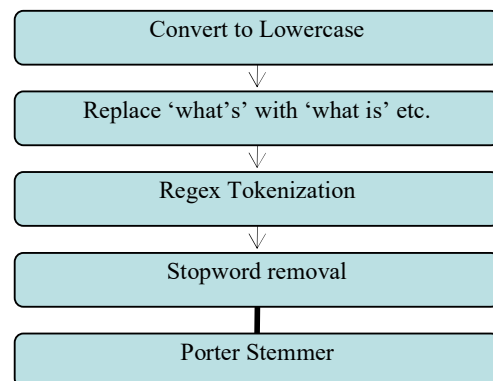 Convert to Lowercase
Replace ‘what’s’ with ‘what is’ etc.
Regex Tokenization
Stopword removal
Porter Stemmer